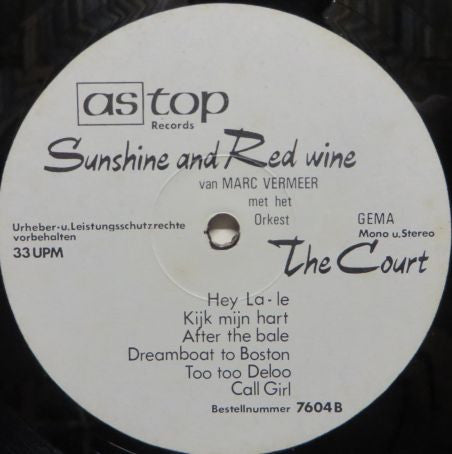 as top
Records
Sunshine and Red wine
van MARC VERMEER
met het
Orkest
Urheber-u.Leistungsschutzrechte
vorbehalten
33 UPM
GEMA
Mono u.Stereo
The Court
Hey La-le
Kijk mijn hart
After the bale
Dreamboat to Boston
Too too Deloo
Call Girl
Bestellnummer 7604B